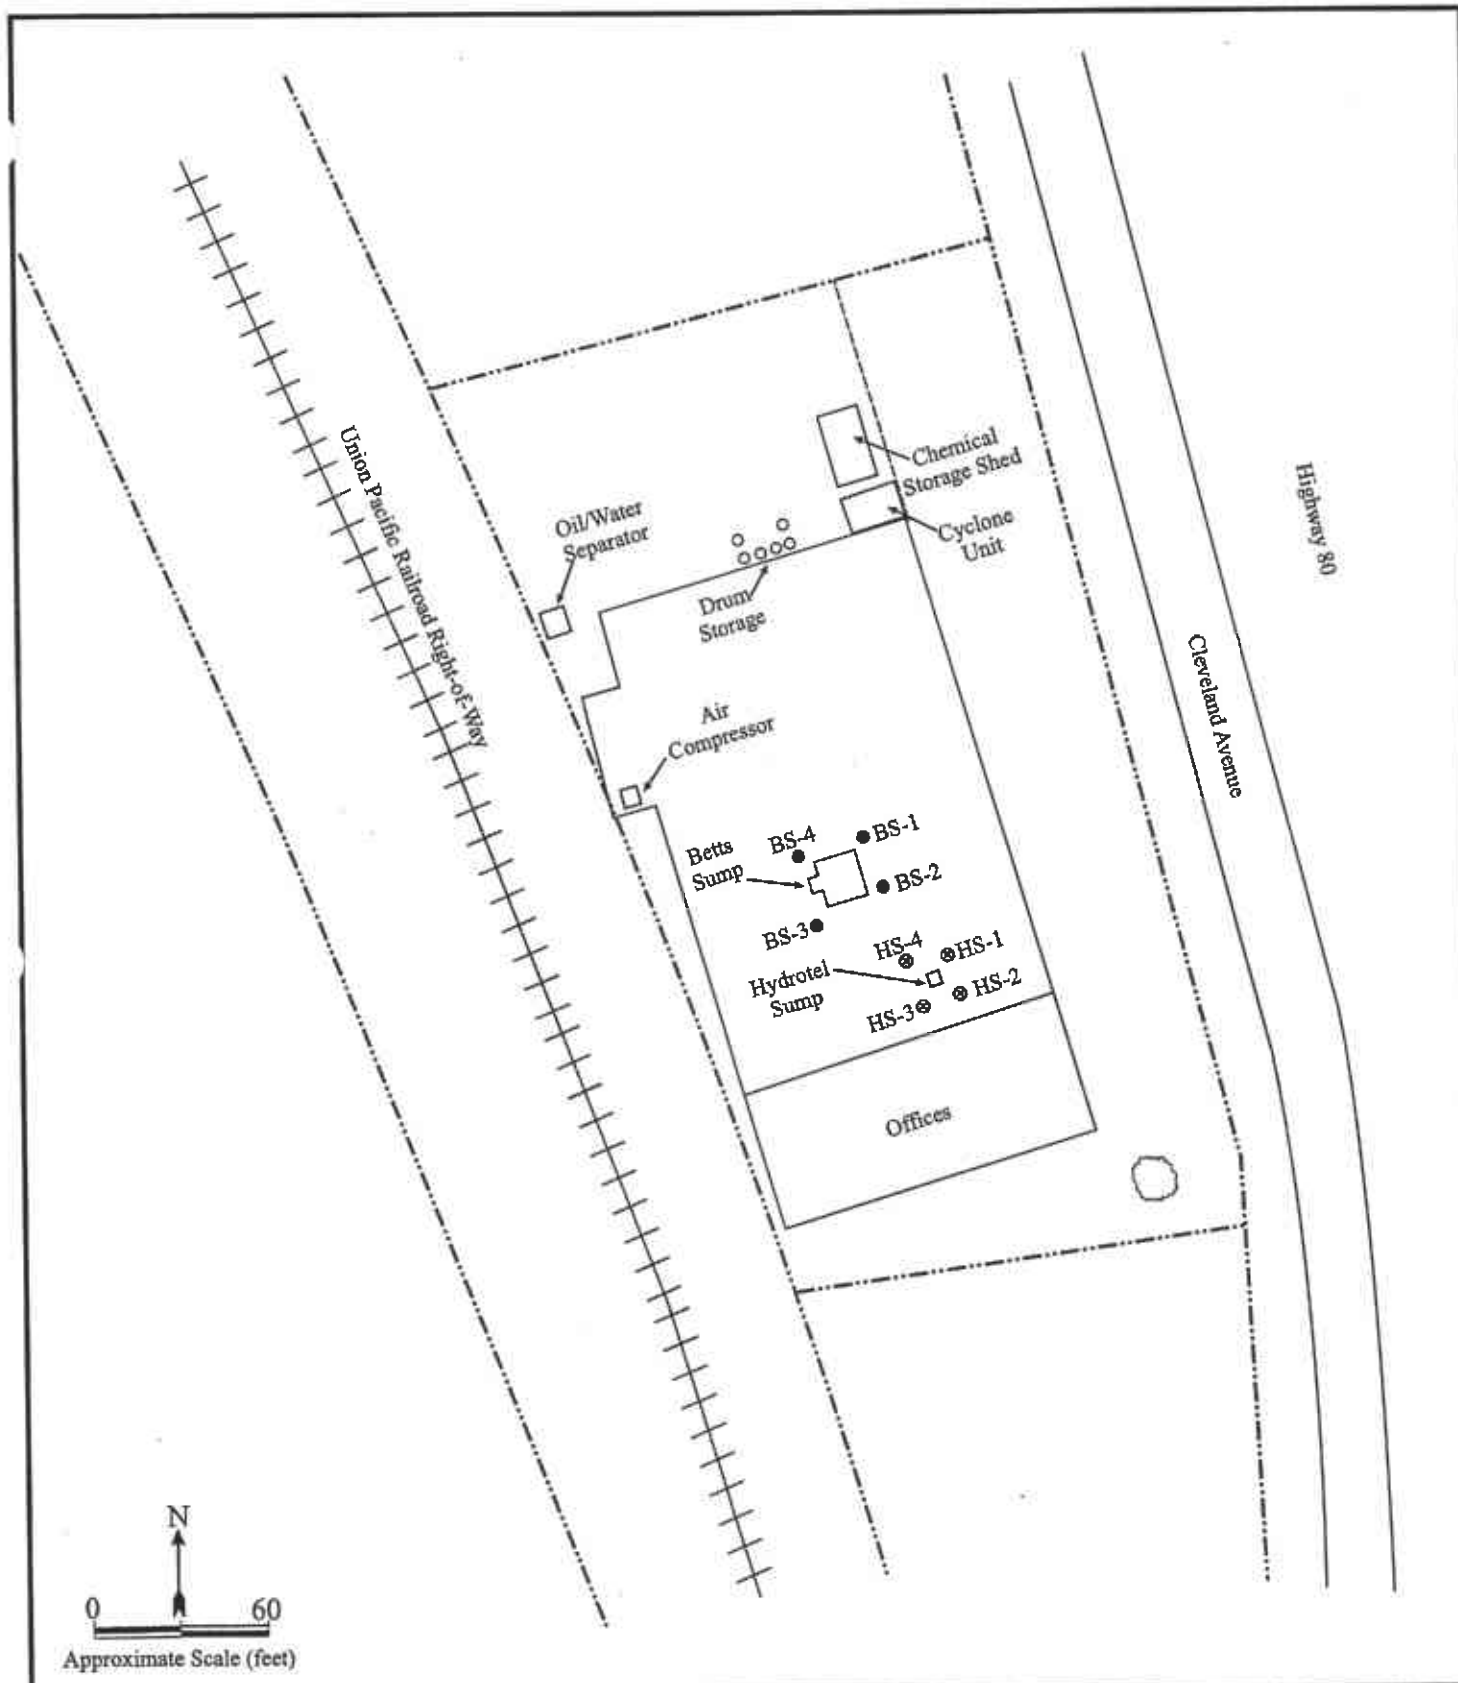 Chemical
Storage Shed
Cyclone
Unit
Oil/Water
Separator
Drum
Storage
Union Pacific Railroad Right-of-Way
Highway 80
Cleveland Avenue
Air
Compressor
Betts
Sump
BS-4
BS-1
BS-2
BS-3
HS-4
HS-1
Hydrotel
Sump
HS-2
HS-3
Offices
N
0 60
Approximate Scale (feet)